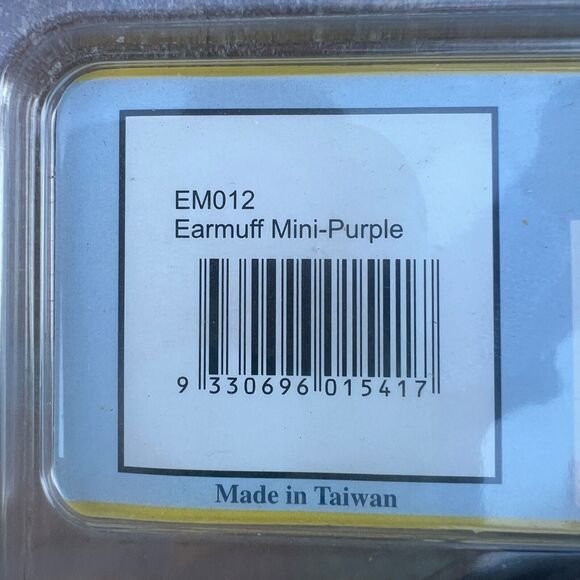 EM012
Earmuff Mini-Purple
9 330696 015417
Made in Taiwan